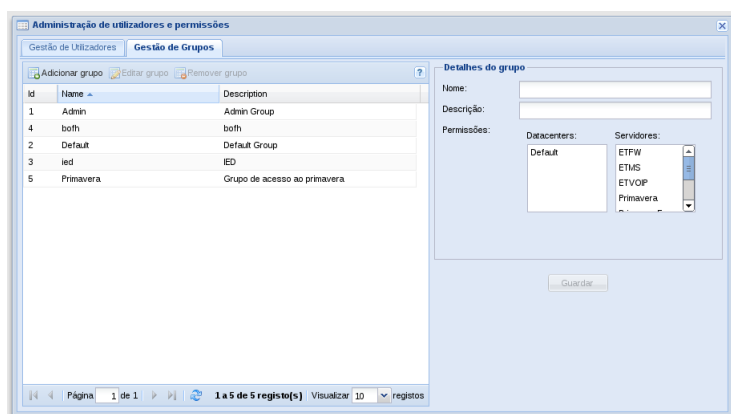 Administração de utilizadores e permissões
Gestão de Utilizadores Gestão de Grupos
Adicionar grupo Editar grupo Remover grupo ?
Id Name Description
1 Admin Admin Group
4 bofh bofh
2 Default Default Group
3 ied IED
5 Primavera Grupo de acesso ao primavera
Página 1 de 1 1 a 5 de 5 registo(s) Visualizar 10 registos
Detalhes do grupo
Nome:
Descrição:
Permissões:
Datacenters: Servidores:
Default
ETFW
ETMS
ETVOIP
Primavera
Guardar